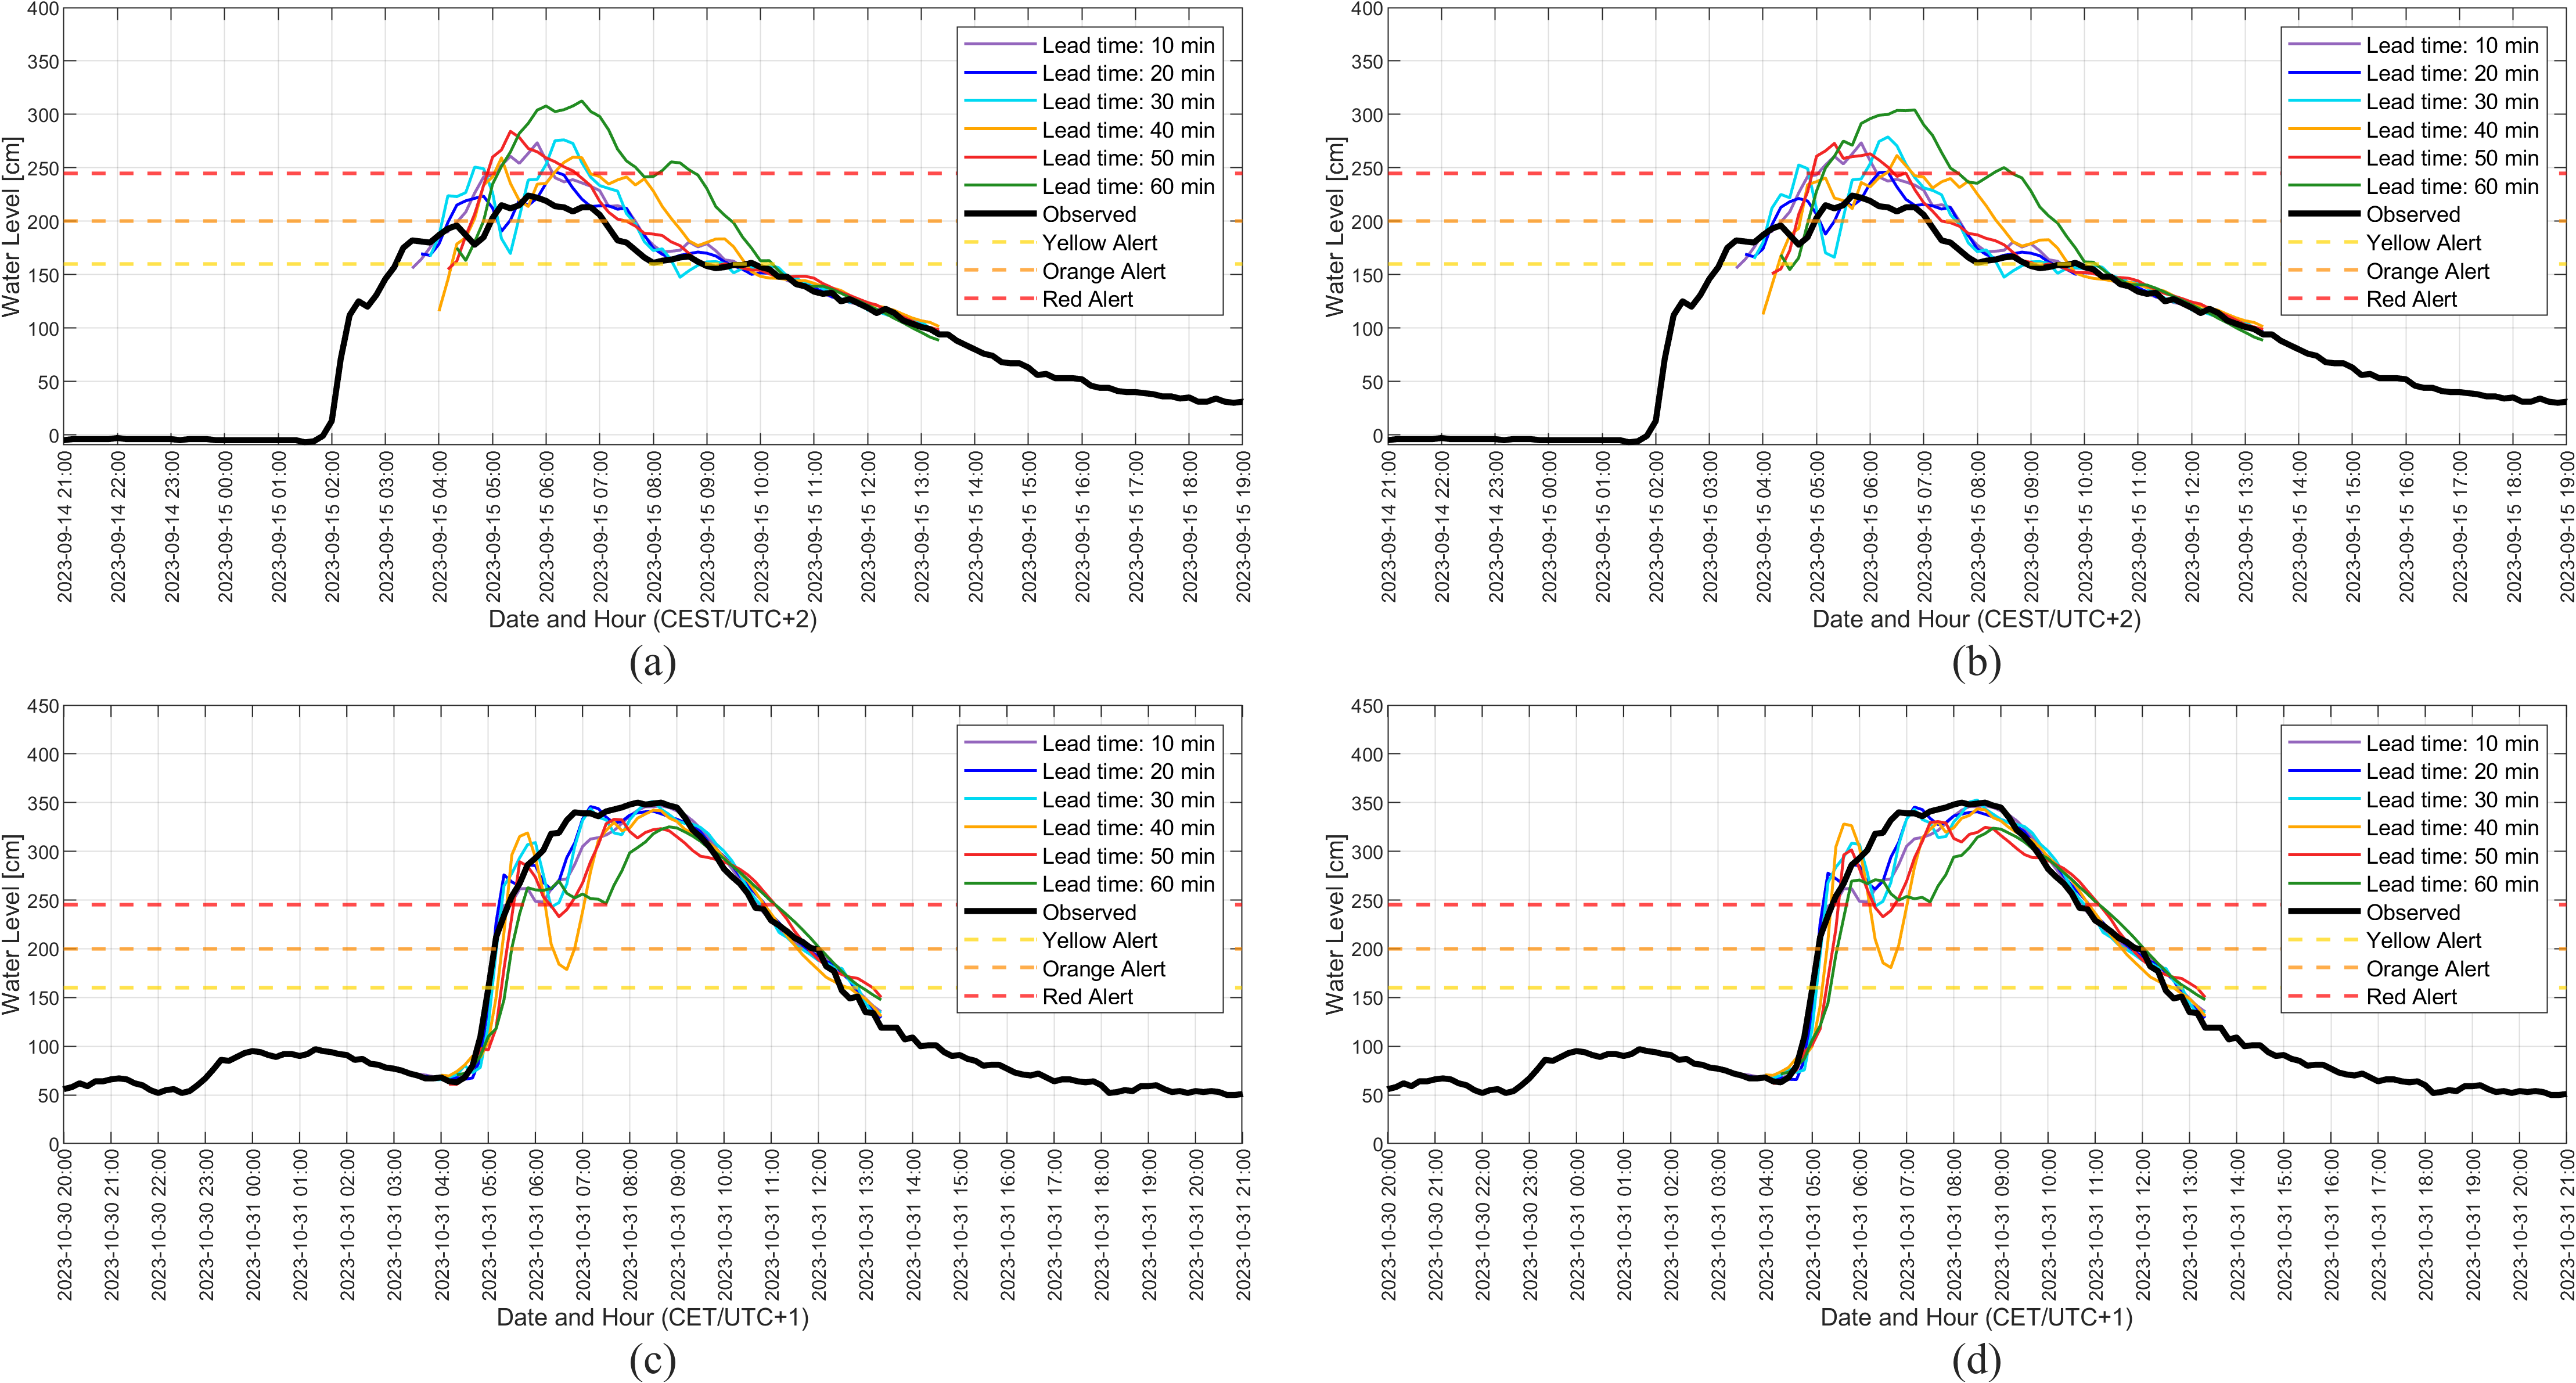 400
350
300
250
200
150
100
50
0
Water Level [cm]
Lead time: 10 min
Lead time: 20 min
Lead time: 30 min
Lead time: 40 min
Lead time: 50 min
Lead time: 60 min
Observed
Yellow Alert
Orange Alert
Red Alert
2023-09-14 21:00
2023-09-14 22:00
2023-09-14 23:00
2023-09-15 00:00
2023-09-15 01:00
2023-09-15 02:00
2023-09-15 03:00
2023-09-15 04:00
2023-09-15 05:00
2023-09-15 06:00
2023-09-15 07:00
2023-09-15 08:00
2023-09-15 09:00
2023-09-15 10:00
2023-09-15 11:00
2023-09-15 12:00
2023-09-15 13:00
2023-09-15 14:00
2023-09-15 15:00
2023-09-15 16:00
2023-09-15 17:00
2023-09-15 18:00
2023-09-15 19:00
Date and Hour (CEST/UTC+2)
(a)
400
350
300
250
200
150
100
50
0
Water Level [cm]
Lead time: 10 min
Lead time: 20 min
Lead time: 30 min
Lead time: 40 min
Lead time: 50 min
Lead time: 60 min
Observed
Yellow Alert
Orange Alert
Red Alert
2023-09-14 21:00
2023-09-14 22:00
2023-09-14 23:00
2023-09-15 00:00
2023-09-15 01:00
2023-09-15 02:00
2023-09-15 03:00
2023-09-15 04:00
2023-09-15 05:00
2023-09-15 06:00
2023-09-15 07:00
2023-09-15 08:00
2023-09-15 09:00
2023-09-15 10:00
2023-09-15 11:00
2023-09-15 12:00
2023-09-15 13:00
2023-09-15 14:00
2023-09-15 15:00
2023-09-15 16:00
2023-09-15 17:00
2023-09-15 18:00
2023-09-15 19:00
Date and Hour (CEST/UTC+2)
(b)
450
400
350
300
250
200
150
100
50
0
Water Level [cm]
Lead time: 10 min
Lead time: 20 min
Lead time: 30 min
Lead time: 40 min
Lead time: 50 min
Lead time: 60 min
Observed
Yellow Alert
Orange Alert
Red Alert
2023-10-30 20:00
2023-10-30 21:00
2023-10-30 22:00
2023-10-30 23:00
2023-10-31 00:00
2023-10-31 01:00
2023-10-31 02:00
2023-10-31 03:00
2023-10-31 04:00
2023-10-31 05:00
2023-10-31 06:00
2023-10-31 07:00
2023-10-31 08:00
2023-10-31 09:00
2023-10-31 10:00
2023-10-31 11:00
2023-10-31 12:00
2023-10-31 13:00
2023-10-31 14:00
2023-10-31 15:00
2023-10-31 16:00
2023-10-31 17:00
2023-10-31 18:00
2023-10-31 19:00
2023-10-31 20:00
2023-10-31 21:00
Date and Hour (CET/UTC+1)
(c)
450
400
350
300
250
200
150
100
50
0
Water Level [cm]
Lead time: 10 min
Lead time: 20 min
Lead time: 30 min
Lead time: 40 min
Lead time: 50 min
Lead time: 60 min
Observed
Yellow Alert
Orange Alert
Red Alert
2023-10-30 20:00
2023-10-30 21:00
2023-10-30 22:00
2023-10-30 23:00
2023-10-31 00:00
2023-10-31 01:00
2023-10-31 02:00
2023-10-31 03:00
2023-10-31 04:00
2023-10-31 05:00
2023-10-31 06:00
2023-10-31 07:00
2023-10-31 08:00
2023-10-31 09:00
2023-10-31 10:00
2023-10-31 11:00
2023-10-31 12:00
2023-10-31 13:00
2023-10-31 14:00
2023-10-31 15:00
2023-10-31 16:00
2023-10-31 17:00
2023-10-31 18:00
2023-10-31 19:00
2023-10-31 20:00
2023-10-31 21:00
Date and Hour (CET/UTC+1)
(d)